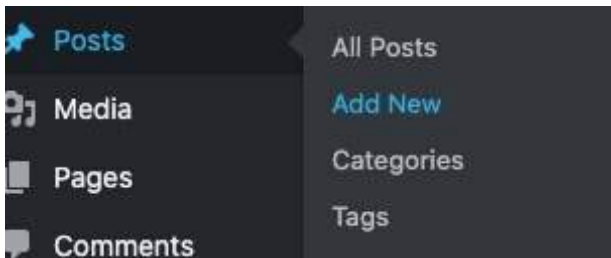 Posts
Media
Pages
Comments
All Posts
Add New
Categories
Tags